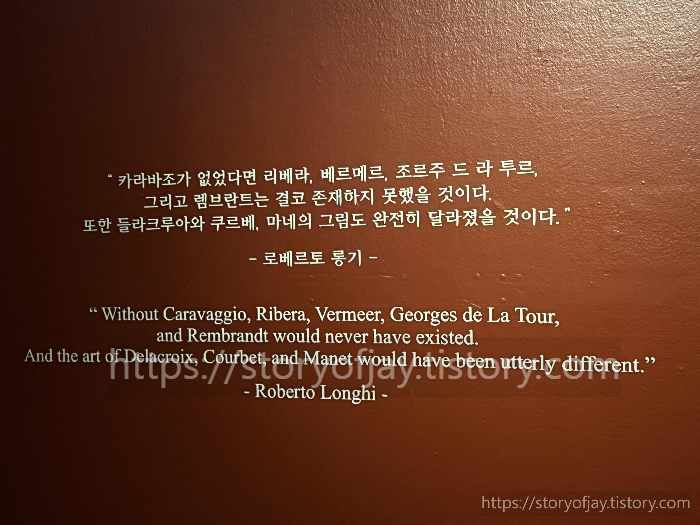 “ 카라바조가 없었다면 리베라, 베르메르, 조르주 드 라 투르,
그리고 렘브란트는 결코 존재하지 못했을 것이다.
또한 들라크루아와 쿠르베, 마네의 그림도 완전히 달라졌을 것이다. ”
– 로베르토 롱기 –
“ Without Caravaggio, Ribera, Vermeer, Georges de La Tour,
and Rembrandt would never have existed.
And the art of Delacroix, Courbet, and Manet would have been utterly different.”
https://storyofjay.tistory.com
- Roberto Longhi -
https://storyofjay.tistory.com